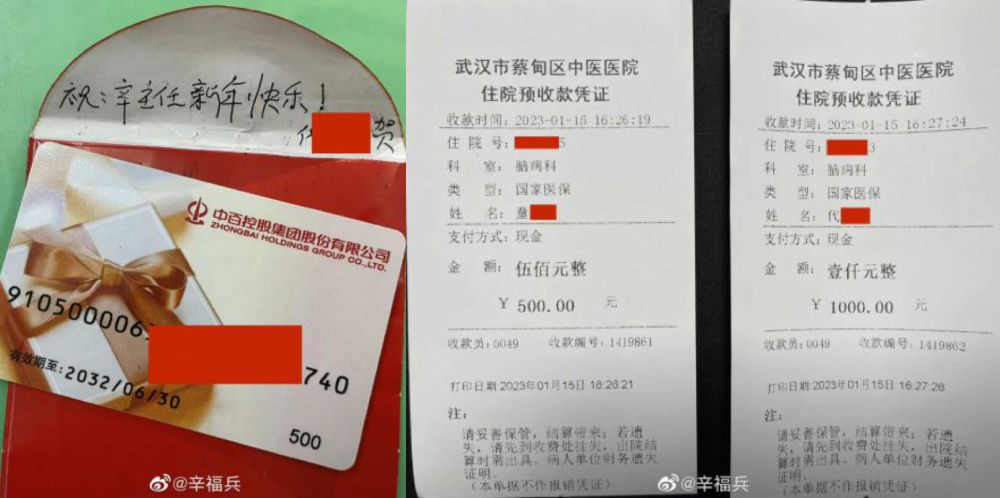 祝:辛主任新年快乐!
代
贺
中百控股集团股份有限公司
ZHONGBAI HOLDINGS GROUP CO.,LTD.
910500006
740
有效期至:2032/06/30
500
@辛福兵
武汉市蔡甸区中医医院
住院预收款凭证
收款时间:2023-01-15 16:26:19
住 院 号: 5
科 室: 脑病科
类 型: 国家医保
姓 名: 童
支付方式: 现金
金 额: 伍佰元整
¥ 500.00 元
收款员: 0049 收款编号: 1419861
打印日期:2023年01月15日 16:26:21
注:
请妥善保管,结算带来;若遗
失,请先到收费处挂失,出院结
算时需出具、病人单位财务遗失
证明。
(本单据不作报销凭证)
武汉市蔡甸区中医医院
住院预收款凭证
收款时间: 2023-01-15 16:27:24
住 院 号: 3
科 室: 脑病科
类 型: 国家医保
姓 名: 代
支付方式: 现金
金 额: 壹仟元整
¥ 1000.00 元
收款员: 0049 收款编号: 1419862
打印日期:2023年01月15日 16:27:26
注:
请妥善保管,结算带来;若遗
失,请先到收费处挂失,出院结
算时需出具、病人单位财务遗失
证明。
(本单据不作报销凭证)
@辛福兵